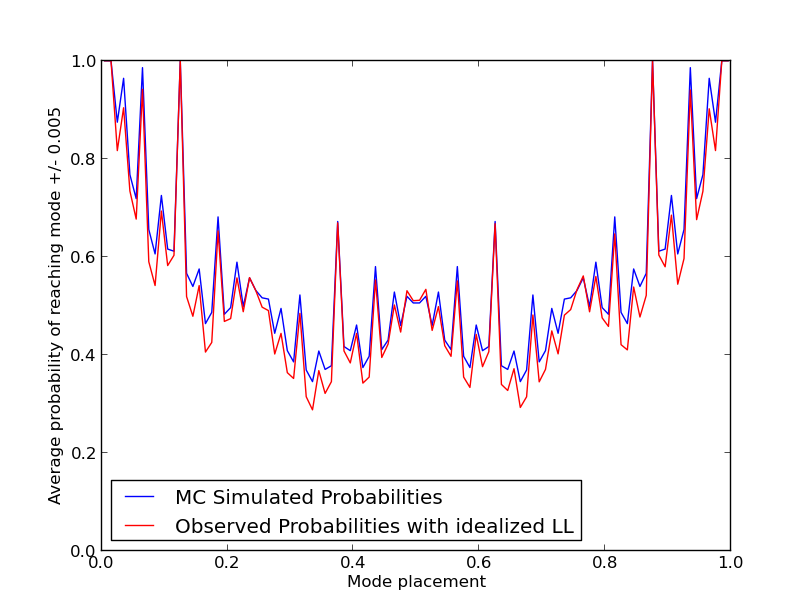 1.0
0.8
0.6
0.4
0.2
0.0
Average probability of reaching mode +/- 0.005
MC Simulated Probabilities
Observed Probabilities with idealized LL
0.0 0.2 0.4 0.6 0.8 1.0
Mode placement